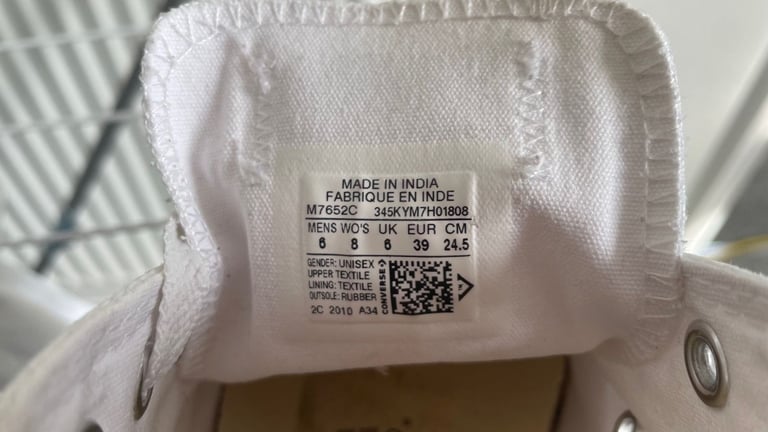 MADE IN INDIA
FABRIQUE EN INDE
M7652C 345KYM7H01808
MENS WO'S UK EUR CM
6 8 6 39 24.5
GENDER: UNISEX
UPPER TEXTILE
LINING: TEXTILE
OUTSOLE: RUBBER
2C 2010 A34
CONVERSE